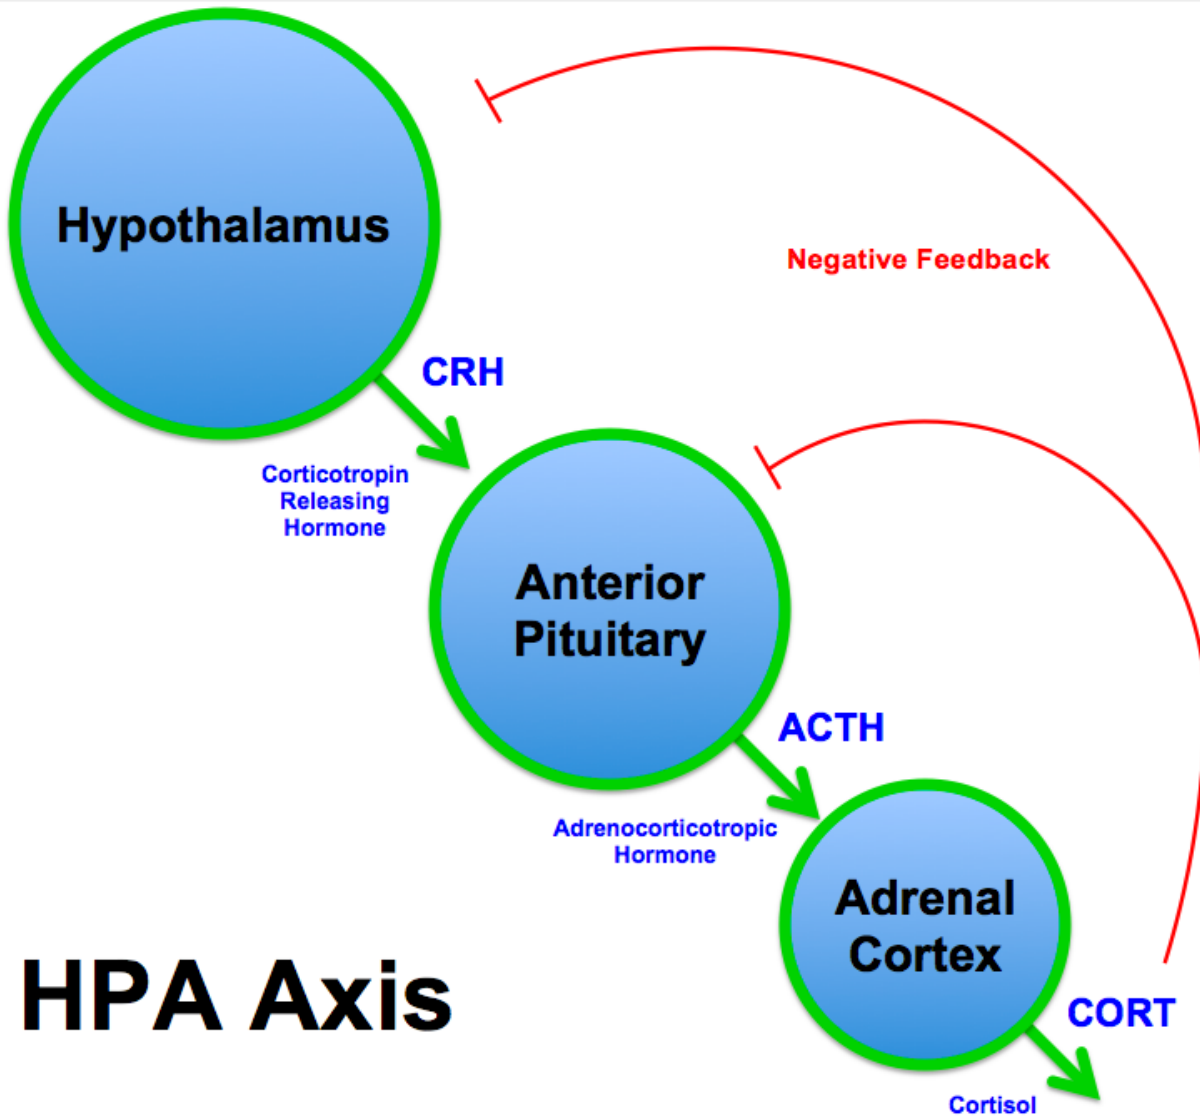 Hypothalamus
Negative Feedback
CRH
Corticotropin
Releasing
Hormone
Anterior
Pituitary
ACTH
Adrenocorticotropic
Hormone
Adrenal
Cortex
HPA Axis
CORT
Cortisol